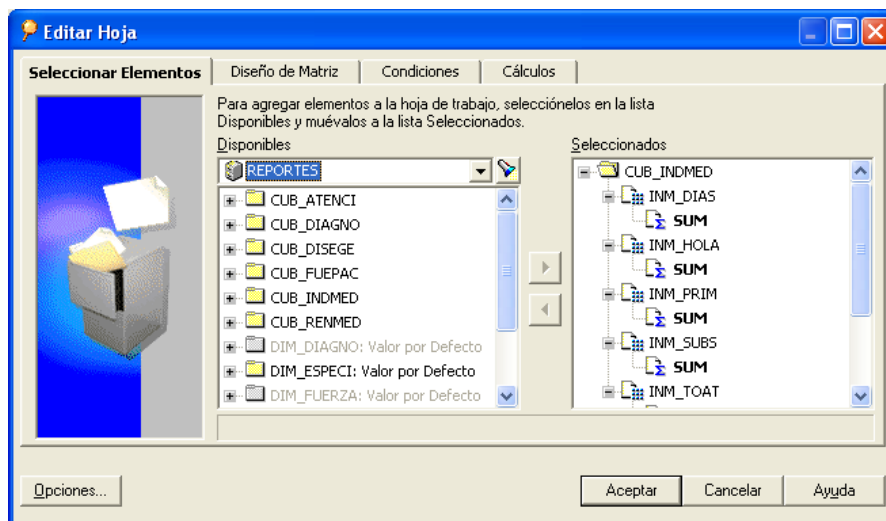 Editar Hoja
Seleccionar Elementos
Diseño de Matriz
Condiciones
Cálculos
Para agregar elementos a la hoja de trabajo, selecciónelos en la lista
Disponibles y muévalos a la lista Seleccionados.
Disponibles
REPORTES
CUB_ATENCI
CUB_DIAGNO
CUB_DISEGE
CUB_FUEPAC
CUB_INDMED
CUB_RENMED
DIM_DIAGNO: Valor por Defecto
DIM_ESPECI: Valor por Defecto
DIM_FUERZA: Valor por Defecto
Seleccionados
CUB_INDMED
INM_DIAS
SUM
INM_HOLA
SUM
INM_PRIM
SUM
INM_SUBS
SUM
INM_TOAT
Opciones...
Aceptar
Cancelar
Ayuda